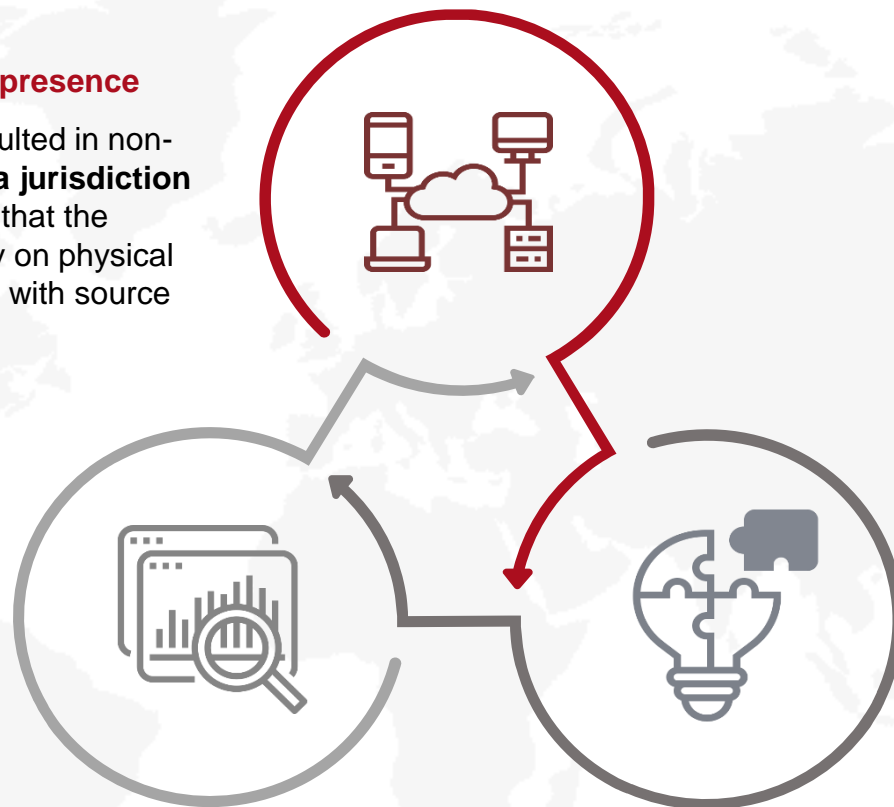 presence
ulted in non-
a jurisdiction
that the
on physical
with source